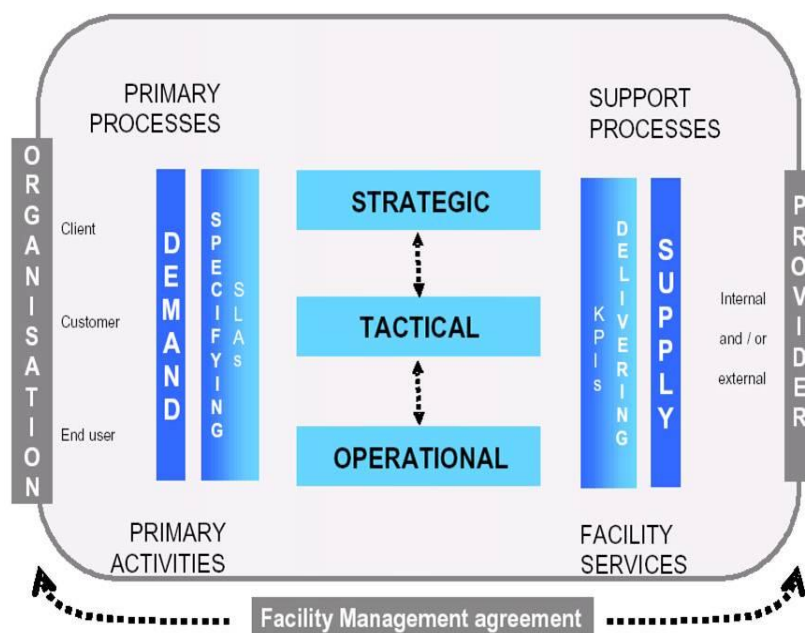 PRIMARY
PROCESSES
SUPPORT
PROCESSES
ORGANISATION
Client
Customer
End user
DEMAND
SPECIFYING
SLAs
STRATEGIC
TACTICAL
OPERATIONAL
KPIs
DELIVERING
SUPPLY
Internal
and / or
external
PROVIDER
PRIMARY
ACTIVITIES
FACILITY
SERVICES
Facility Management agreement